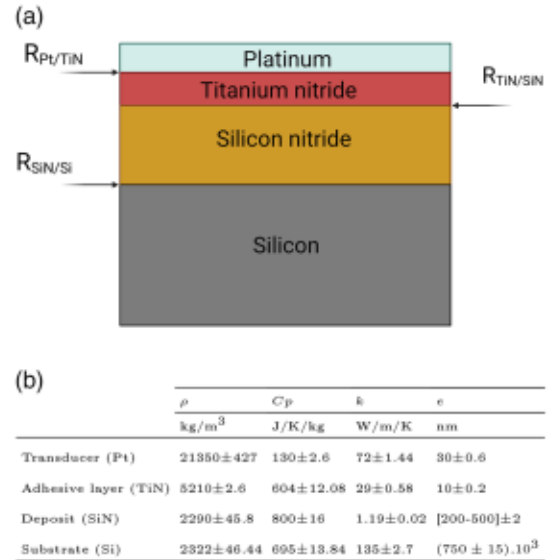 (a)
R_Pt/TiN
Platinum
Titanium nitride
R_TiN/SiN
Silicon nitride
R_SiN/Si
Silicon
(b)
ρ Cp k e
kg/m³ J/K/kg W/m/K nm
Transducer (Pt) 21350±427 130±2.6 72±1.44 30±0.6
Adhesive layer (TiN) 5210±2.6 604±12.08 29±0.58 10±0.2
Deposit (SiN) 2290±45.8 800±16 1.19±0.02 [200-500]±2
Substrate (Si) 2322±46.44 695±13.84 135±2.7 (750 ± 15).10³